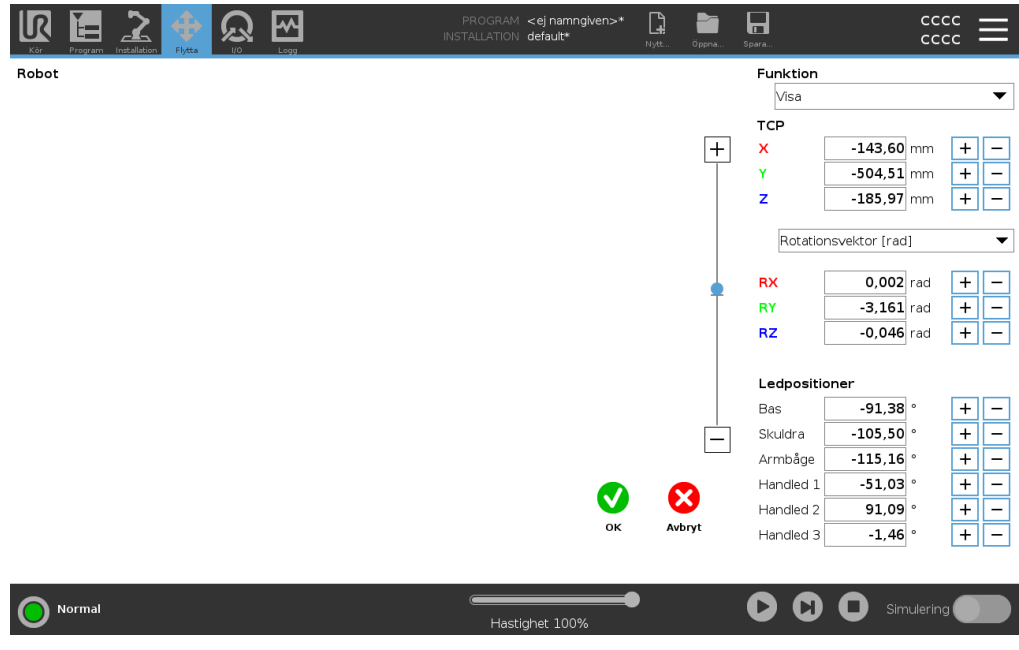 UR
Kör
Program
Installation
Flytta
I/O
Logg
PROGRAM <ej namngiven>*
INSTALLATION default*
Nytt...
Öppna...
Spara...
CCCC
CCCC
Robot
Funktion
Visa
TCP
X -143,60 mm + −
Y -504,51 mm + −
Z -185,97 mm + −
Rotationsvektor [rad]
RX 0,002 rad + −
RY -3,161 rad + −
RZ -0,046 rad + −
Ledpositioner
Bas -91,38 ° + −
Skuldra -105,50 ° + −
Armbåge -115,16 ° + −
Handled 1 -51,03 ° + −
Handled 2 91,09 ° + −
Handled 3 -1,46 ° + −
+
−
OK
Avbryt
Normal
Hastighet 100%
Simulering